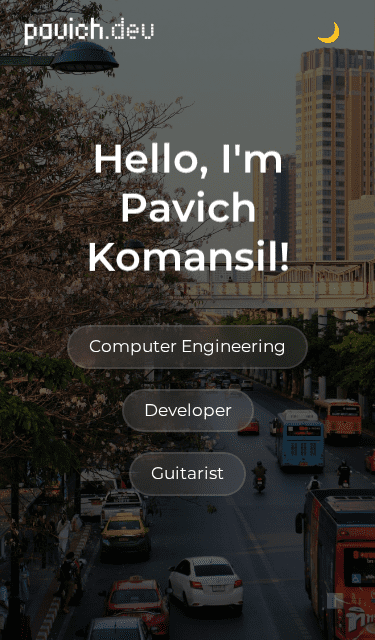 pavich.dev
Hello, I'm
Pavich
Komansil!
Computer Engineering
Developer
Guitarist